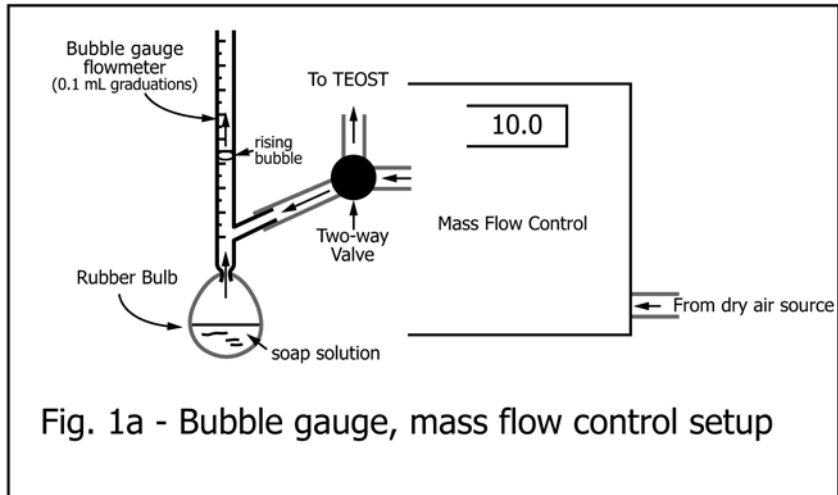 Bubble gauge
flowmeter
(0.1 mL graduations)
To TEOST
10.0
rising
bubble
Two-way
Valve
Mass Flow Control
Rubber Bulb
From dry air source
soap solution
Fig. 1a - Bubble gauge, mass flow control setup